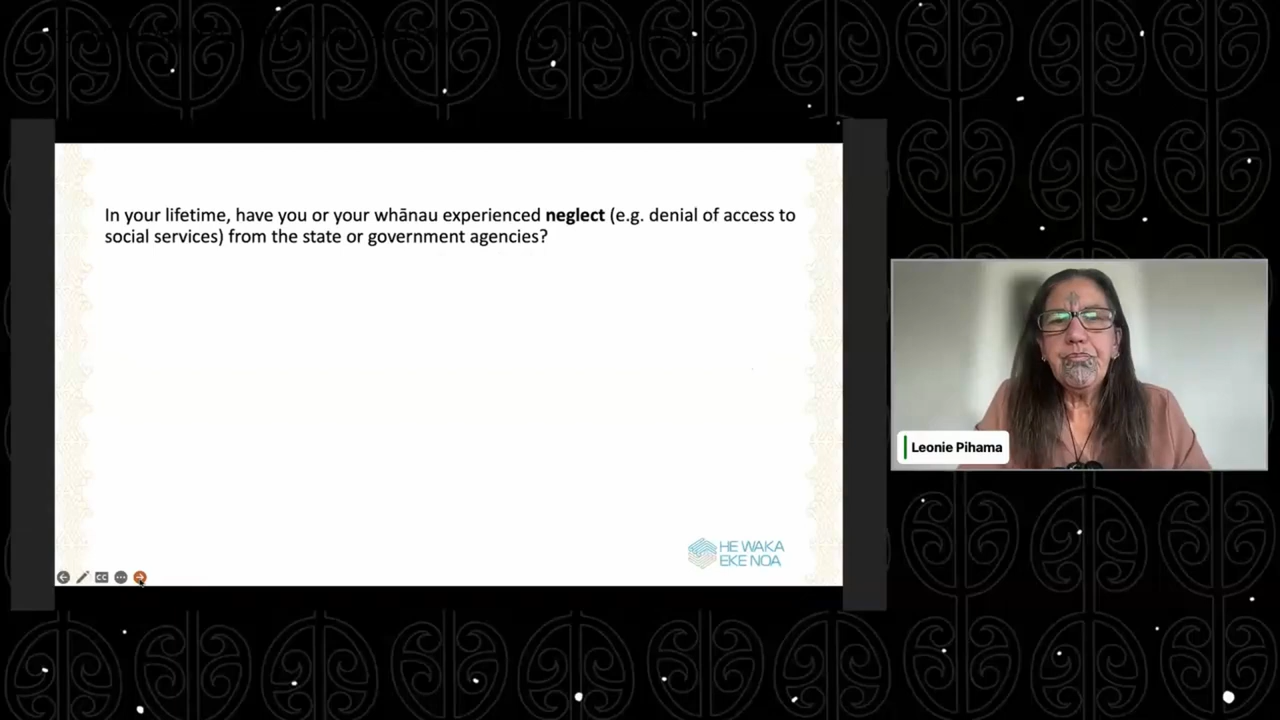 In your lifetime, have you or your whānau experienced neglect (e.g. denial of access to
social services) from the state or government agencies?
Leonie Pihama
HE WAKA
EKE NOA
CC